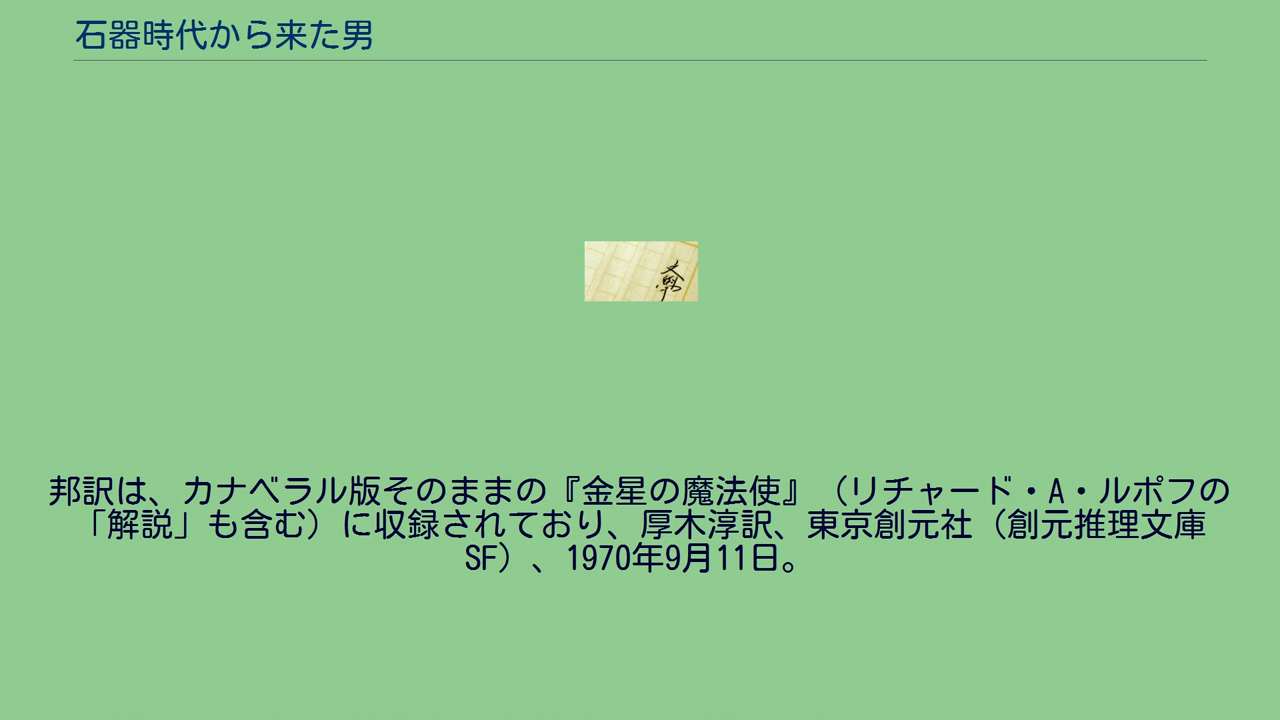 石器時代から来た男
邦訳は、カナベラル版そのままの『金星の魔法使』（リチャード・A・ルポフの
「解説」も含む）に収録されており、厚木淳訳、東京創元社（創元推理文庫
SF）、1970年9月11日。